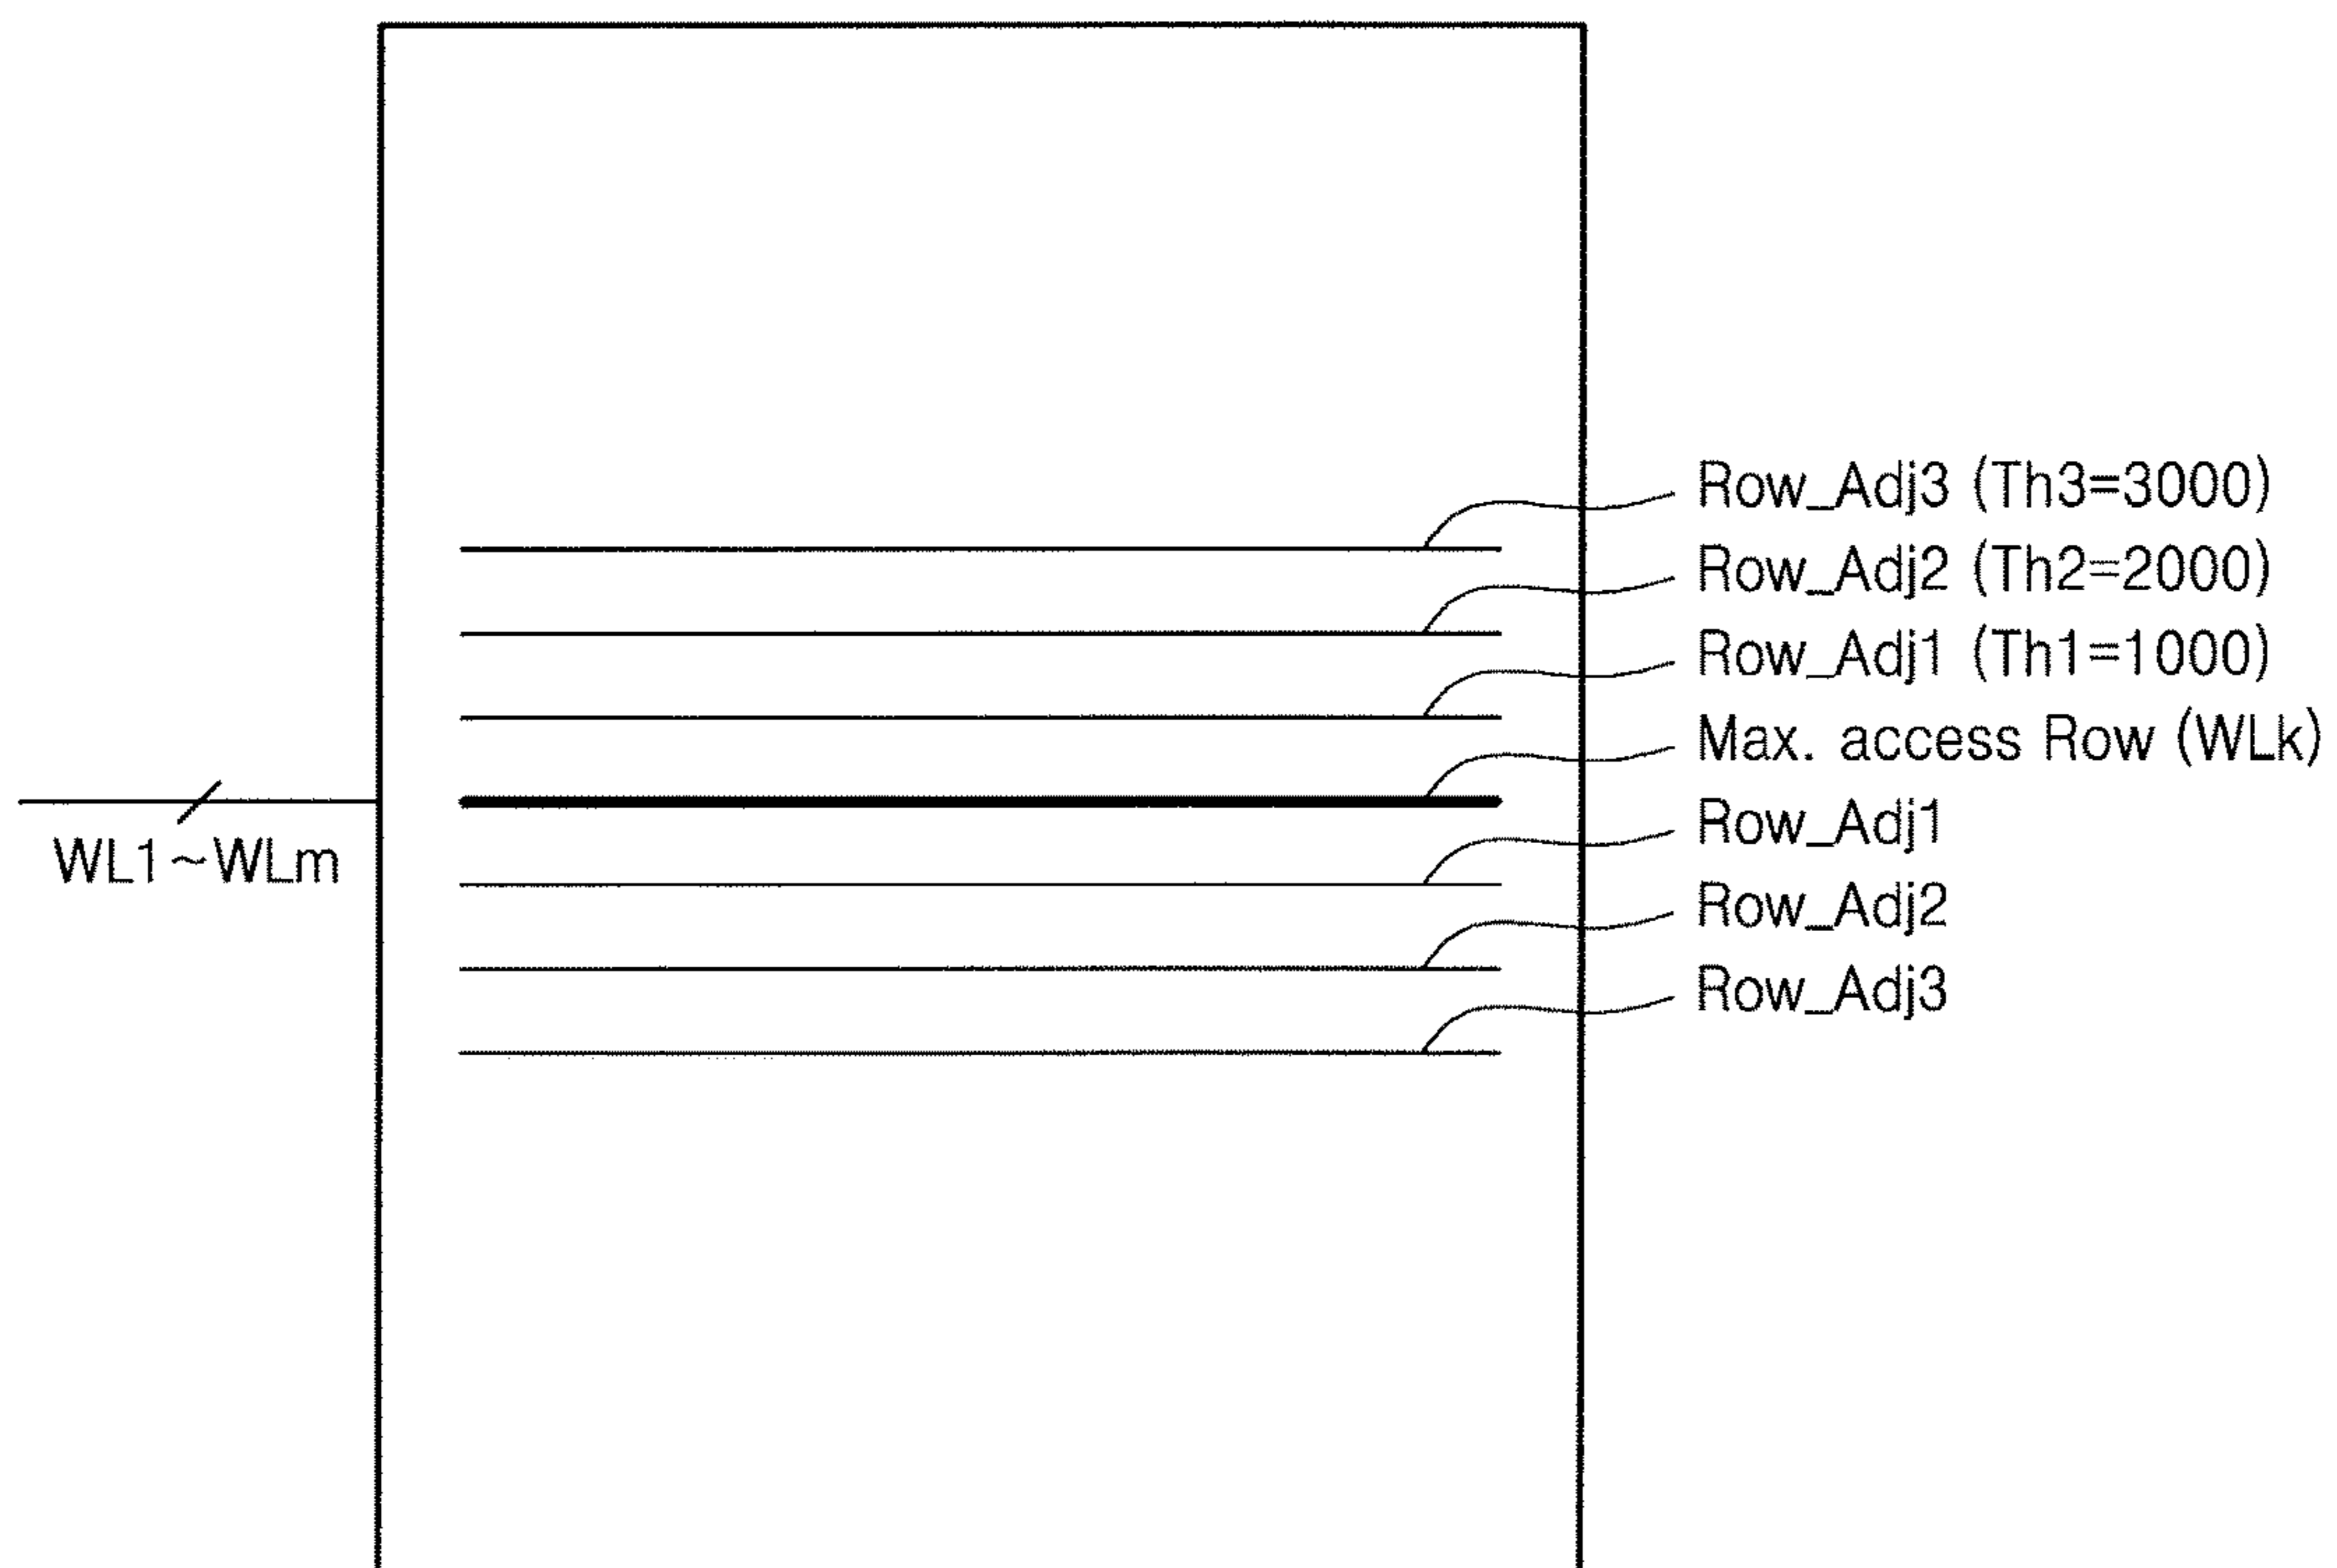 Row_Adj3 (Th3=3000)
Row_Adj2 (Th2=2000)
Row_Adj1 (Th1=1000)
Max. access Row (WLk)
WL1~WLm
Row_Adj1
Row_Adj2
Row_Adj3